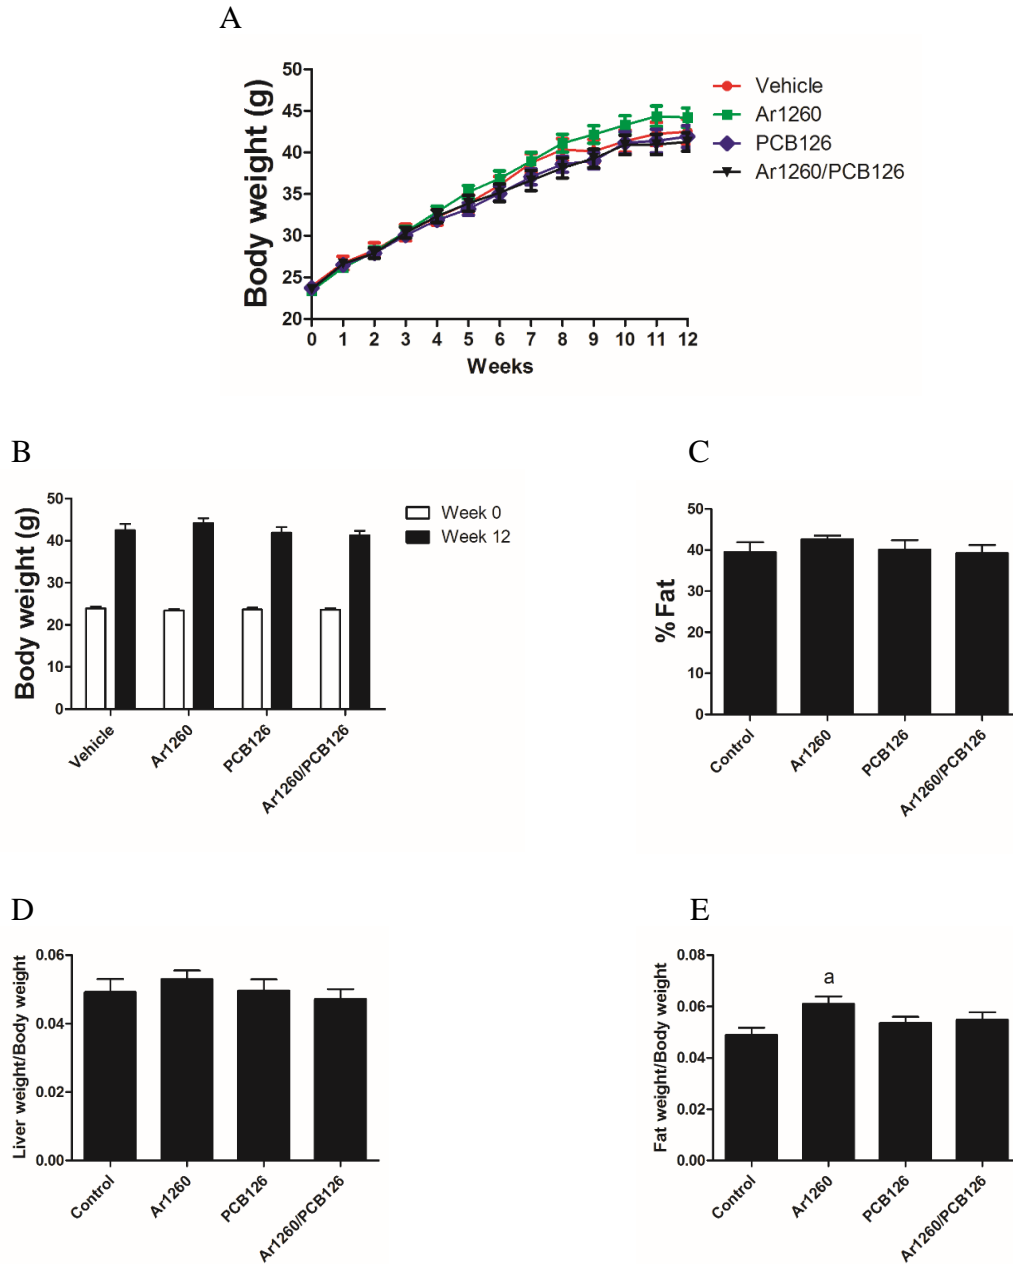 A
Body weight (g)
50
45
40
35
30
25
20
0 1 2 3 4 5 6 7 8 9 10 11 12
Weeks
Vehicle
Ar1260
PCB126
Ar1260/PCB126
B
Body weight (g)
50
40
30
20
10
0
Vehicle
Ar1260
PCB126
Ar1260/PCB126
Week 0
Week 12
C
% Fat
50
40
30
20
10
0
Control
Ar1260
PCB126
Ar1260/PCB126
D
Liver weight/Body weight
0.06
0.04
0.02
0.00
Control
Ar1260
PCB126
Ar1260/PCB126
E
Fat weight/Body weight
0.08
0.06
0.04
0.02
0.00
a
Control
Ar1260
PCB126
Ar1260/PCB126